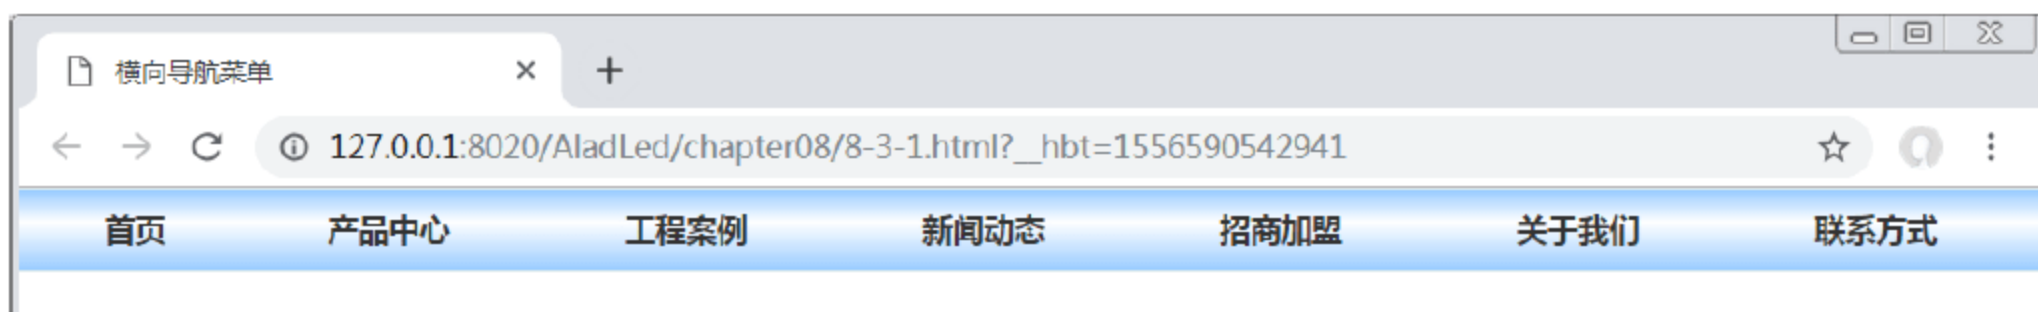 横向导航菜单
127.0.0.1:8020/AladLed/chapter08/8-3-1.html?__hbt=1556590542941
首页 产品中心 工程案例 新闻动态 招商加盟 关于我们 联系方式